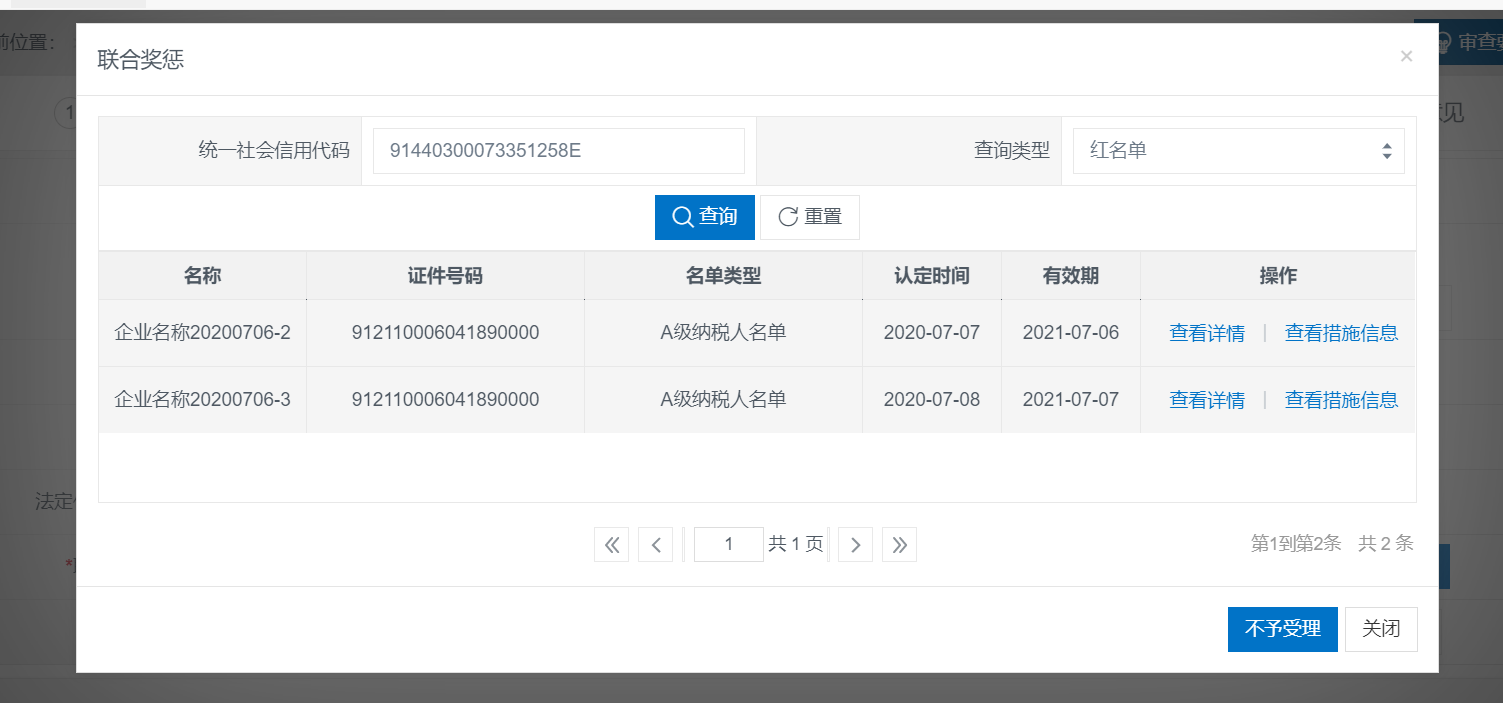 前位置：
审查要
联合奖惩
×
1
意见
统一社会信用代码 91440300073351258E 查询类型 红名单
查询 重置
名称 证件号码 名单类型 认定时间 有效期 操作
企业名称20200706-2 912110006041890000 A级纳税人名单 2020-07-07 2021-07-06 查看详情 | 查看措施信息
企业名称20200706-3 912110006041890000 A级纳税人名单 2020-07-08 2021-07-07 查看详情 | 查看措施信息
法定
1 共 1 页 第1到第2条 共 2 条
*
不予受理 关闭